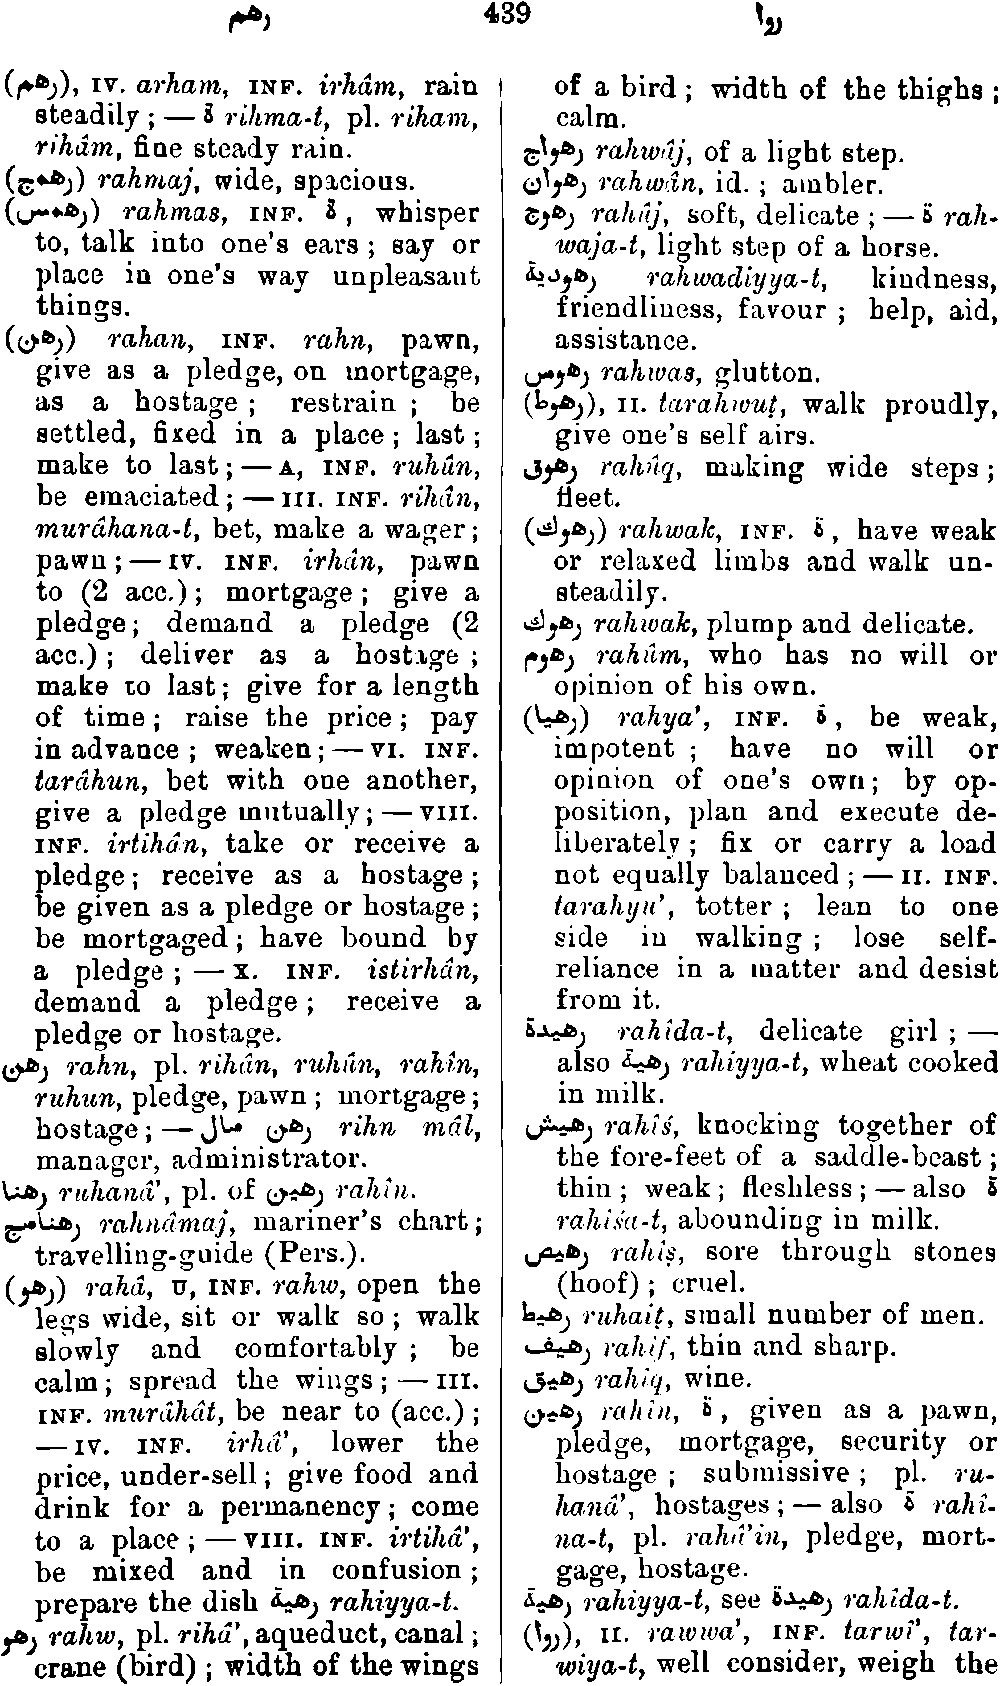 رهم 439 روا
(رهم), IV. arham, INF. irhâm, rain
steadily ; — ة rihma-t, pl. riham,
rihâm, fine steady rain.
(رهمج) rahmaj, wide, spacious.
(رهمس) rahmas, INF. ة, whisper
to, talk into one's ears ; say or
place in one's way unpleasant
things.
(رهن) rahan, INF. rahn, pawn,
give as a pledge, on mortgage,
as a hostage ; restrain ; be
settled, fixed in a place ; last ;
make to last ; — A, INF. ruhûn,
be emaciated ; — III. INF. rihân,
murâhana-t, bet, make a wager ;
pawn ; — IV. INF. irhân, pawn
to (2 acc.) ; mortgage ; give a
pledge ; demand a pledge (2
acc.) ; deliver as a hostage ;
make to last ; give for a length
of time ; raise the price ; pay
in advance ; weaken ; — VI. INF.
tarâhun, bet with one another,
give a pledge mutually ; — VIII.
INF. irtihân, take or receive a
pledge ; receive as a hostage ;
be given as a pledge or hostage ;
be mortgaged ; have bound by
a pledge ; — X. INF. istirhân,
demand a pledge ; receive a
pledge or hostage.
رهن rahn, pl. rihân, ruhûn, rahîn,
ruhun, pledge, pawn ; mortgage ;
hostage ; — رهن مال rihn mâl,
manager, administrator.
رهنا ruhanâ', pl. of رهين rahîn.
رهنامج rahnâmaj, mariner's chart ;
travelling-guide (Pers.).
(رهو) rahâ, U, INF. rahw, open the
legs wide, sit or walk so ; walk
slowly and comfortably ; be
calm ; spread the wings ; — III.
INF. murâhât, be near to (acc.) ;
— IV. INF. irhâ', lower the
price, under-sell ; give food and
drink for a permanency ; come
to a place ; — VIII. INF. irtihâ',
be mixed and in confusion ;
prepare the dish رهية rahiyya-t.
رهو rahw, pl. rihâ', aqueduct, canal ;
crane (bird) ; width of the wings
of a bird ; width of the thighs ;
calm.
رهواج rahwâj, of a light step.
رهوان rahwân, id. ; ambler.
رهوج rahûj, soft, delicate ; — ة rah-
waja-t, light step of a horse.
رهودية rahwadiyya-t, kindness,
friendliness, favour ; help, aid,
assistance.
رهوس rahwas, glutton.
(رهوط), II. tarahwuṭ, walk proudly,
give one's self airs.
رهوق rahûq, making wide steps ;
fleet.
(رهوك) rahwak, INF. ة, have weak
or relaxed limbs and walk un-
steadily.
رهوك rahwak, plump and delicate.
رهوم rahûm, who has no will or
opinion of his own.
(رهيا) rahya', INF. ة, be weak,
impotent ; have no will or
opinion of one's own ; by op-
position, plan and execute de-
liberately ; fix or carry a load
not equally balanced ; — II. INF.
tarahyu', totter ; lean to one
side in walking ; lose self-
reliance in a matter and desist
from it.
رهيدة rahîda-t, delicate girl ; —
also رهية rahiyya-t, wheat cooked
in milk.
رهيش rahîś, knocking together of
the fore-feet of a saddle-beast ;
thin ; weak ; fleshless ; — also ة
rahîśa-t, abounding in milk.
رهيص rahîṣ, sore through stones
(hoof) ; cruel.
رهيط ruhaiṭ, small number of men.
رهيف rahîf, thin and sharp.
رهيق rahîq, wine.
رهين rahîn, ة, given as a pawn,
pledge, mortgage, security or
hostage ; submissive ; pl. ru-
hanâ', hostages ; — also ة rahî-
na-t, pl. rahâ'in, pledge, mort-
gage, hostage.
رهية rahiyya-t, see رهيدة rahîda-t.
(روا), II. rawwa', INF. tarwî', tar-
wiya-t, well consider, weigh the